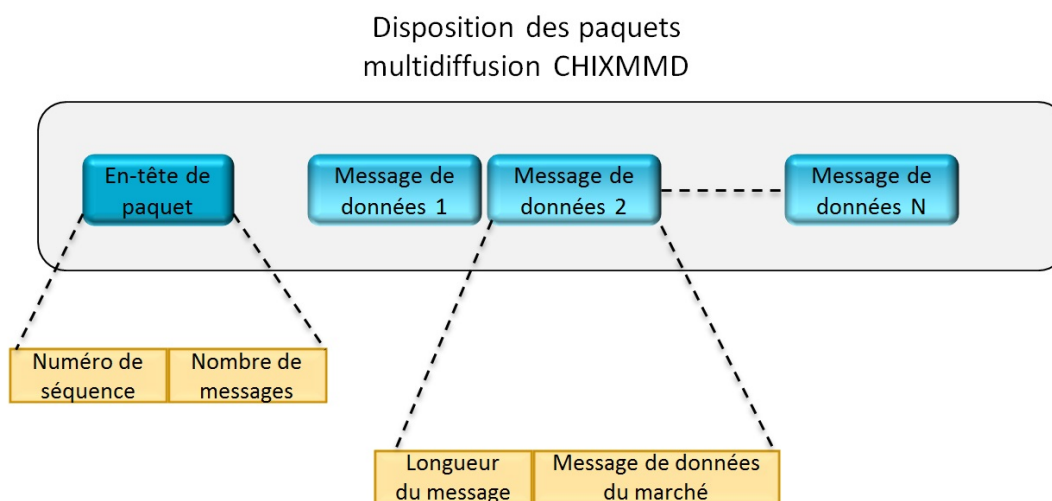 Disposition des paquets
multidiffusion CHIXMMD
En-tête de
paquet
Message de
données 1
Message de
données 2
Message de
données N
Numéro de
séquence
Nombre de
messages
Longueur
du message
Message de données
du marché